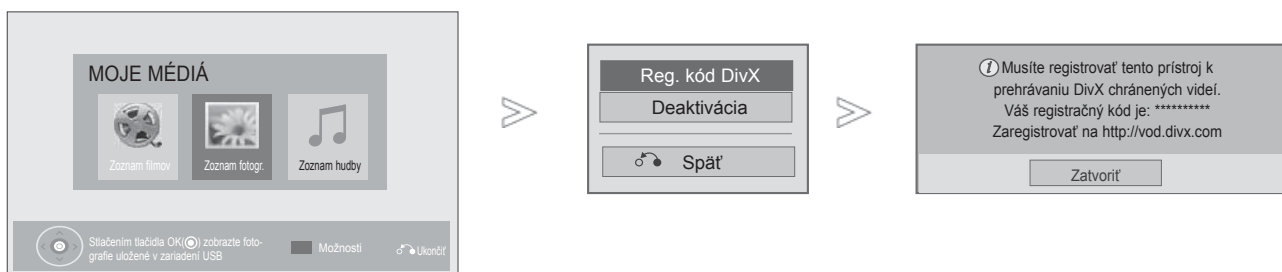 MOJE MÉDIÁ
Zoznam filmov
Zoznam fotogr.
Zoznam hudby
Stlačením tlačidla OK(◉) zobrazte foto-
grafie uložené v zariadení USB
Možnosti
Ukončiť
Reg. kód DivX
Deaktivácia
Späť
Musíte registrovať tento prístroj k
prehrávaniu DivX chránených videí.
Váš registračný kód je: **********
Zaregistrovať na http://vod.divx.com
Zatvoriť